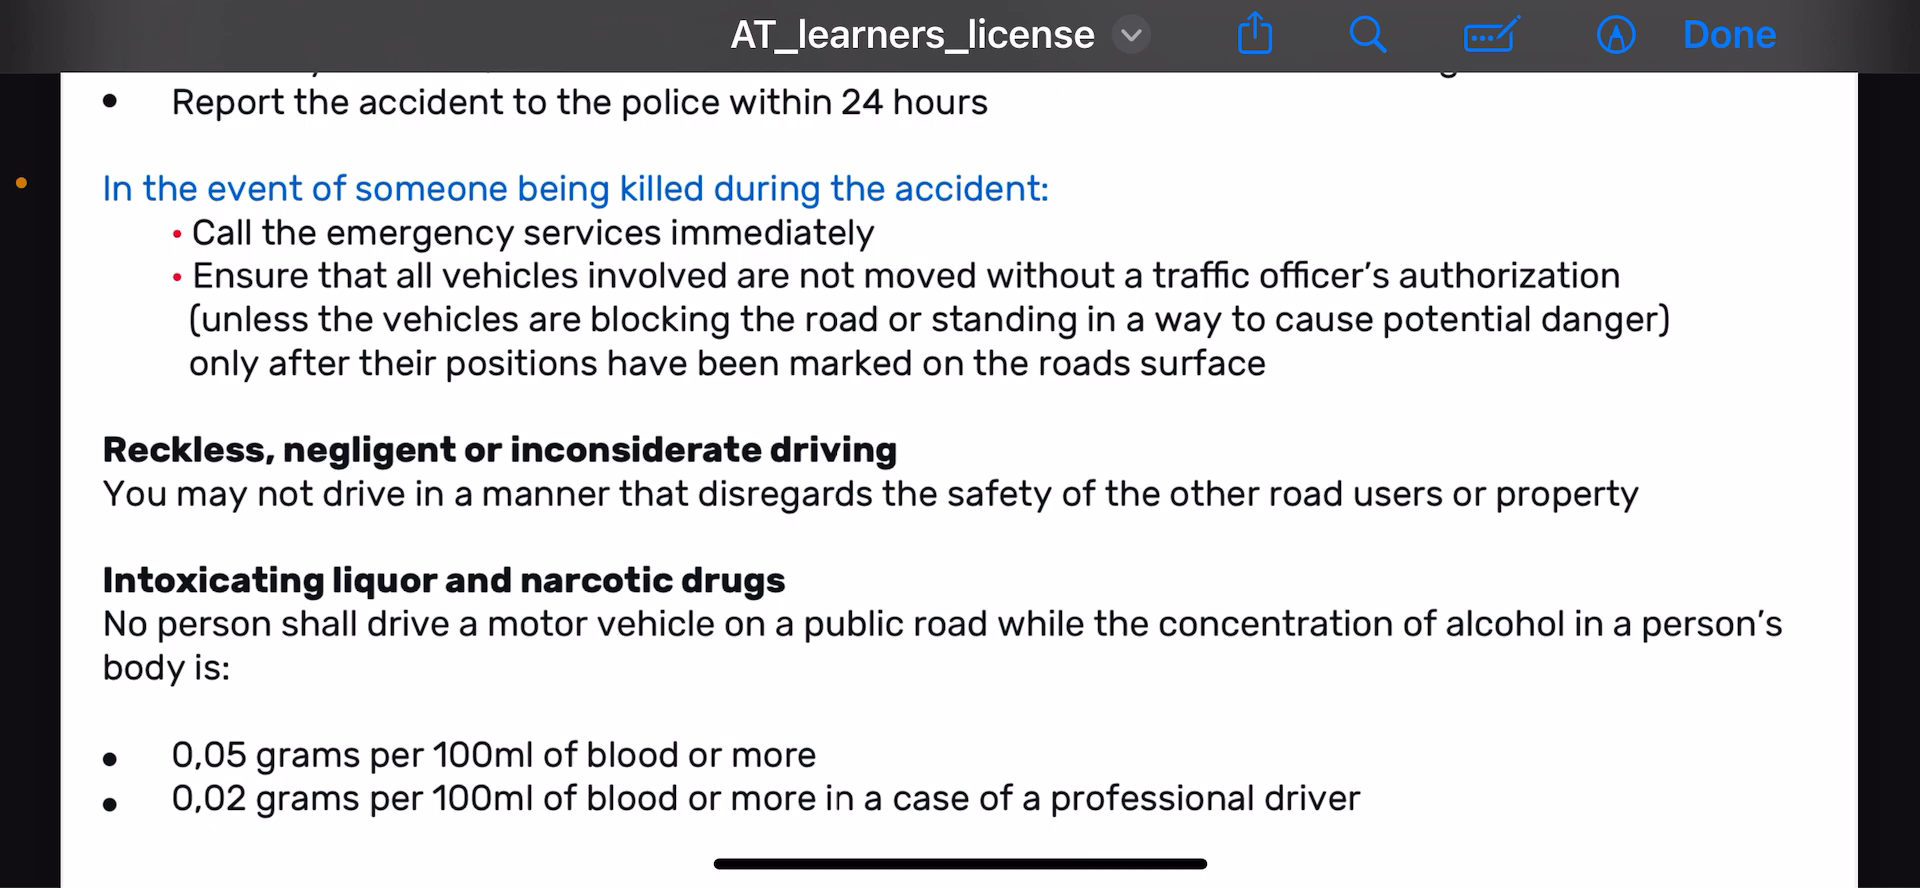 AT_learners_license
Done
• Report the accident to the police within 24 hours
In the event of someone being killed during the accident:
• Call the emergency services immediately
• Ensure that all vehicles involved are not moved without a traffic officer’s authorization
(unless the vehicles are blocking the road or standing in a way to cause potential danger)
only after their positions have been marked on the roads surface
Reckless, negligent or inconsiderate driving
You may not drive in a manner that disregards the safety of the other road users or property
Intoxicating liquor and narcotic drugs
No person shall drive a motor vehicle on a public road while the concentration of alcohol in a person’s
body is:
• 0,05 grams per 100ml of blood or more
• 0,02 grams per 100ml of blood or more in a case of a professional driver